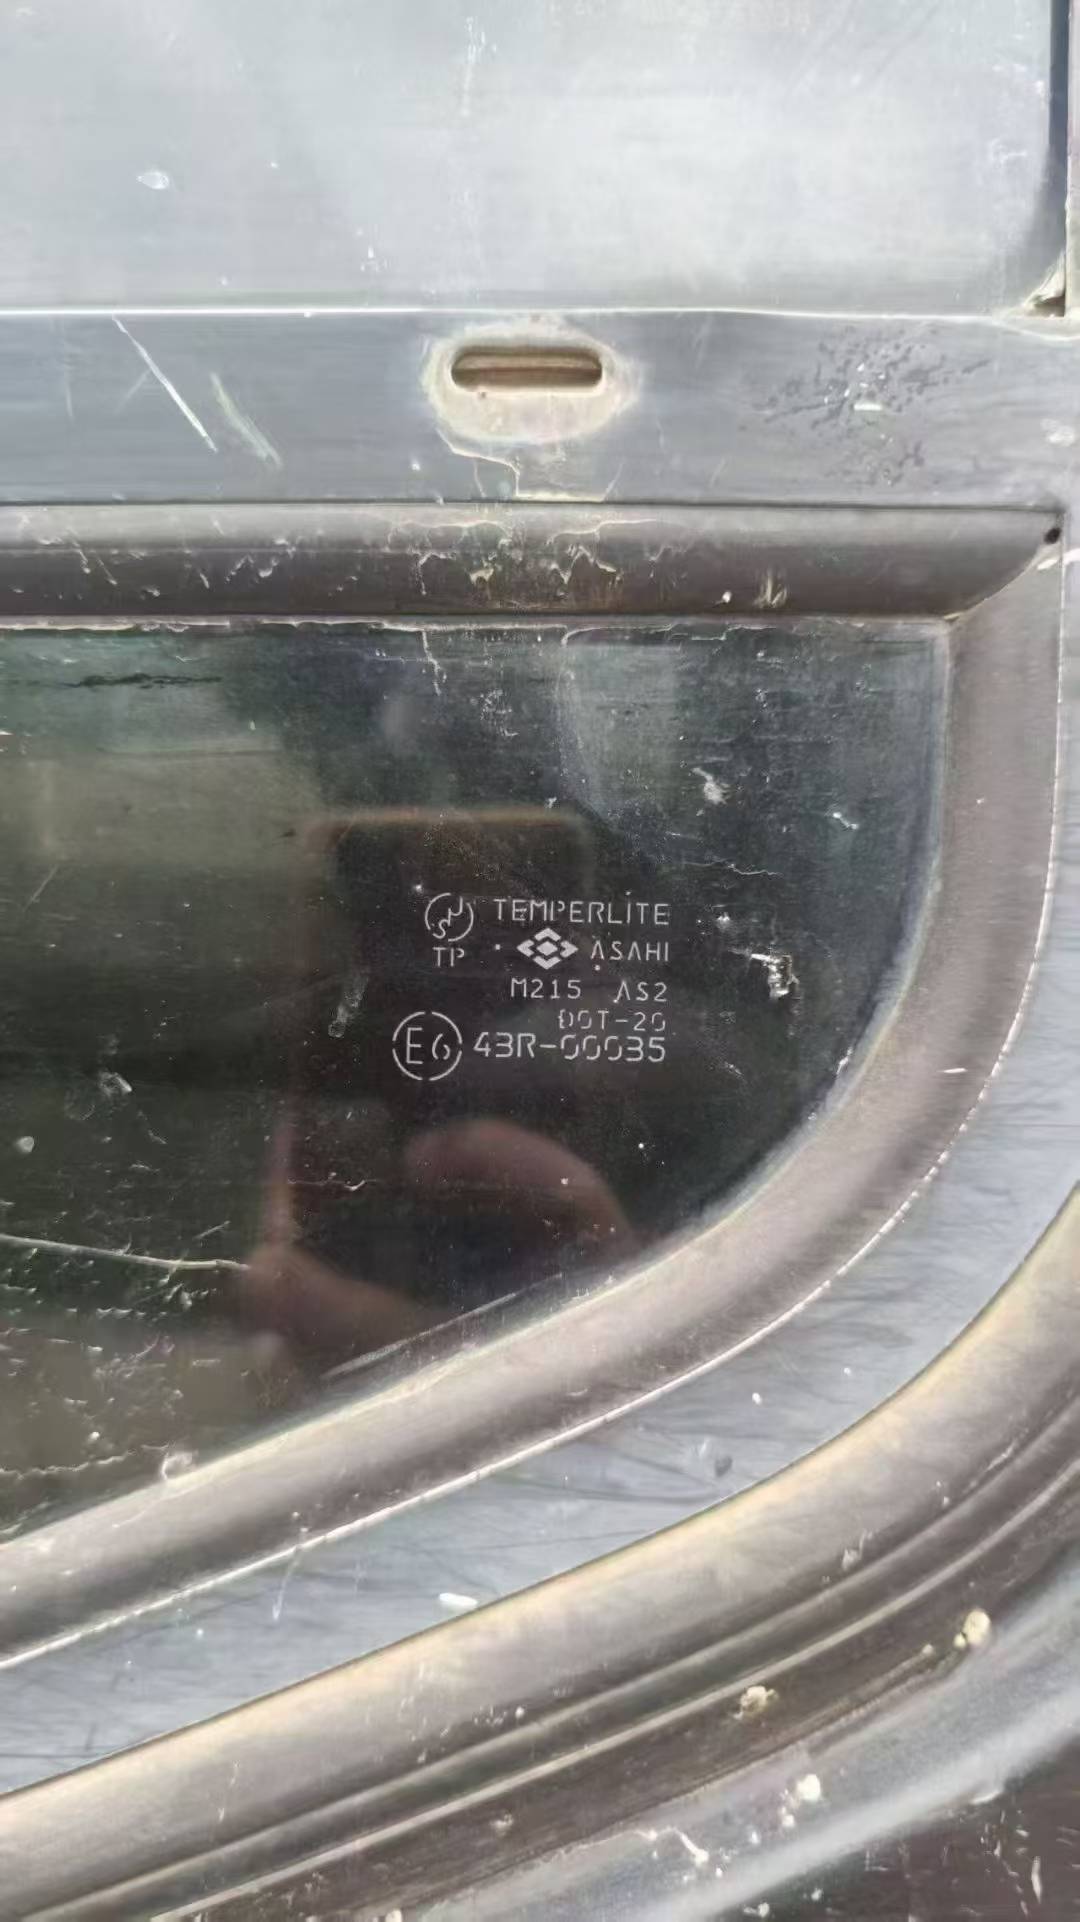 TEMPERLITE
TP ASAHI
M215 AS2
DOT-20
E6 43R-00035